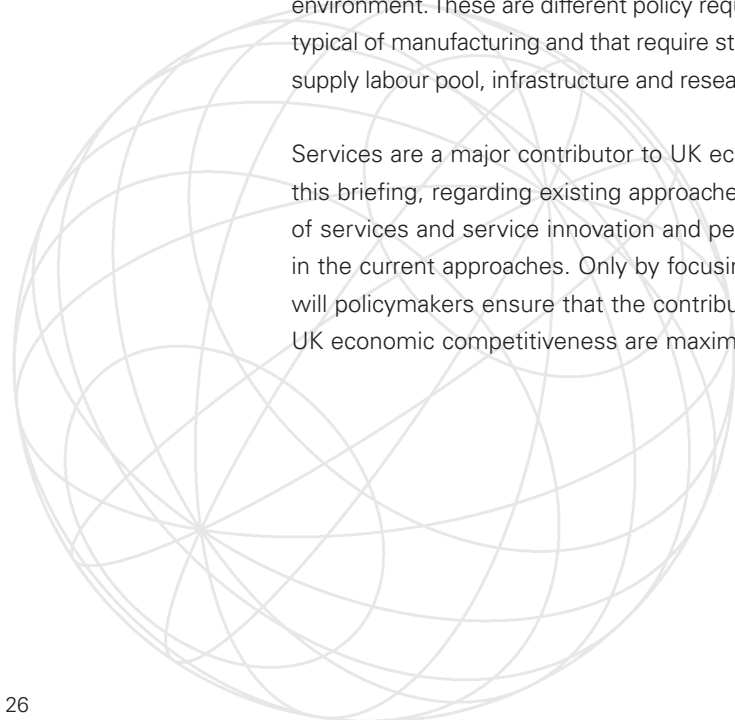 environment. These are different policy requ
typical of manufacturing and that require st
supply labour pool, infrastructure and resea
Services are a major contributor to UK ec
this briefing, regarding existing approache
of services and service innovation and pe
in the current approaches. Only by focusin
will policymakers ensure that the contribu
UK economic competitiveness are maxim
26